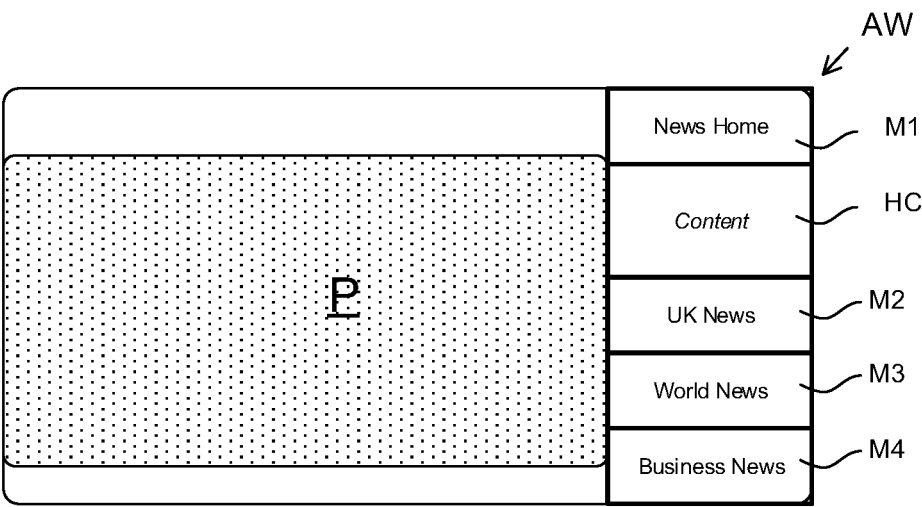 AW
News Home
M1
Content
HC
P
UK News
M2
World News
M3
Business News
M4